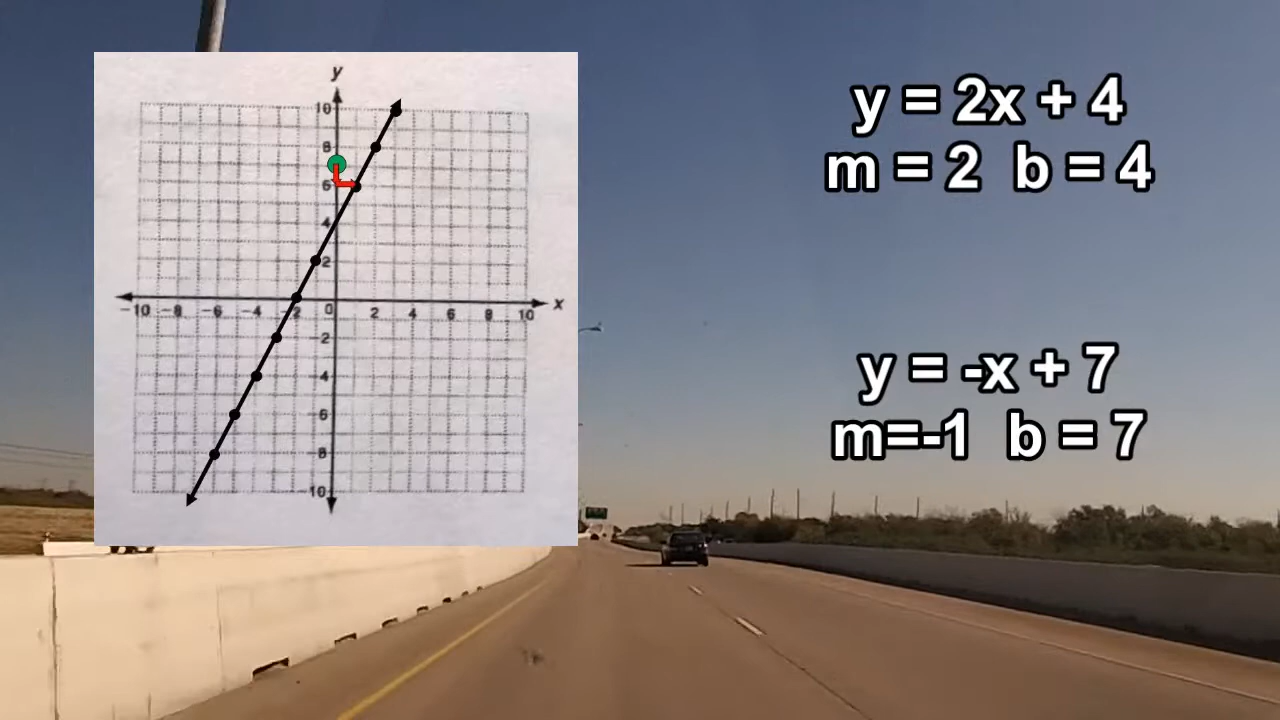 y
10
8
6
4
2
-10 -8 -6 -4 -2 0 2 4 6 8 10 x
-2
-4
-6
-8
-10
y = 2x + 4
m = 2 b = 4
y = -x + 7
m=-1 b = 7